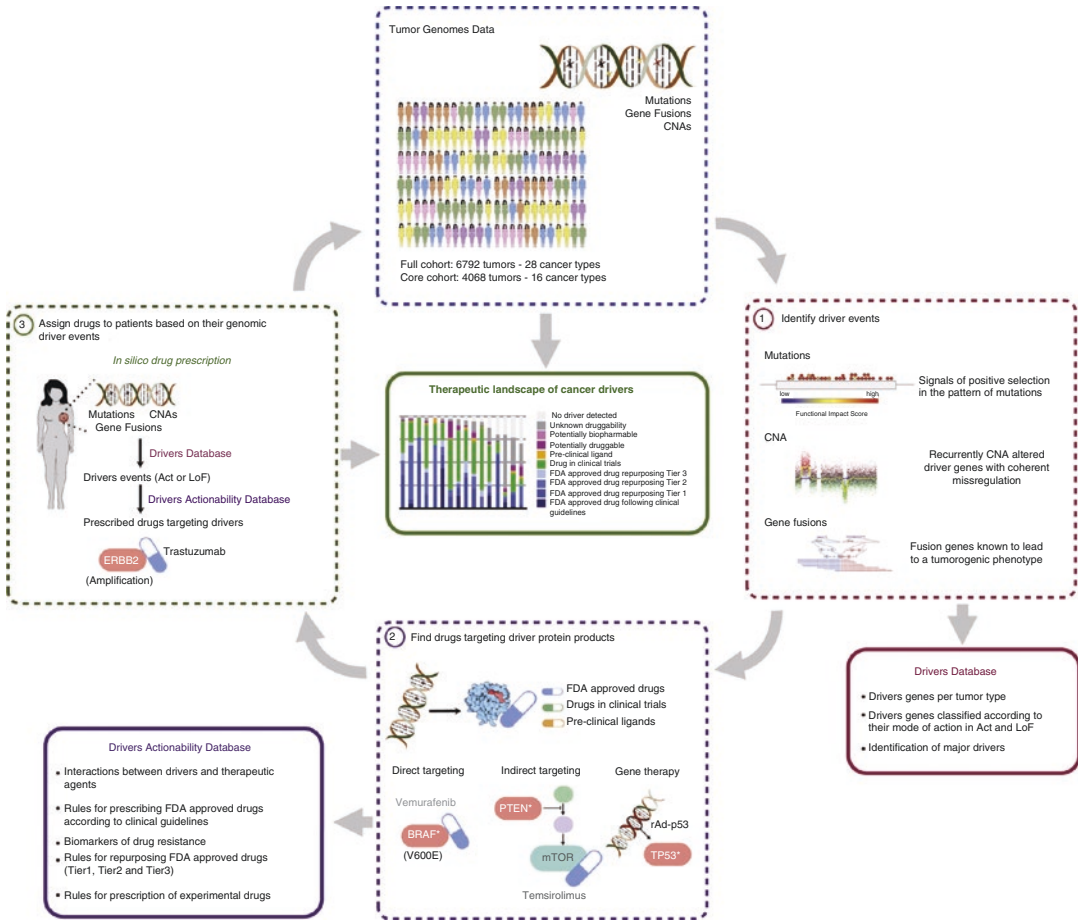 Tumor Genomes Data
Mutations
Gene Fusions
CNAs
Full cohort: 6792 tumors - 28 cancer types
Core cohort: 4068 tumors - 16 cancer types
1 Identify driver events
Mutations
low high
Functional Impact Score
Signals of positive selection
in the pattern of mutations
CNA
Recurrently CNA altered
driver genes with coherent
missregulation
Gene fusions
Fusion genes known to lead
to a tumorogenic phenotype
Drivers Database
• Drivers genes per tumor type
• Drivers genes classified according to
their mode of action in Act and LoF
• Identification of major drivers
2 Find drugs targeting driver protein products
FDA approved drugs
Drugs in clinical trials
Pre-clinical ligands
Direct targeting
Vemurafenib
BRAF*
(V600E)
Indirect targeting
PTEN*
mTOR
Temsirolimus
Gene therapy
rAd-p53
TP53*
Drivers Actionability Database
• Interactions between drivers and therapeutic
agents
• Rules for prescribing FDA approved drugs
according to clinical guidelines
• Biomarkers of drug resistance
• Rules for repurposing FDA approved drugs
(Tier1, Tier2 and Tier3)
• Rules for prescription of experimental drugs
3 Assign drugs to patients based on their genomic
driver events
In silico drug prescription
Mutations CNAs
Gene Fusions
Drivers Database
Drivers events (Act or LoF)
Drivers Actionability Database
Prescribed drugs targeting drivers
ERBB2
Trastuzumab
(Amplification)
Therapeutic landscape of cancer drivers
No driver detected
Unknown druggability
Potentially biopharmable
Potentially druggable
Pre-clinical ligand
Drug in clinical trials
FDA approved drug repurposing Tier 3
FDA approved drug repurposing Tier 2
FDA approved drug repurposing Tier 1
FDA approved drug following clinical
guidelines